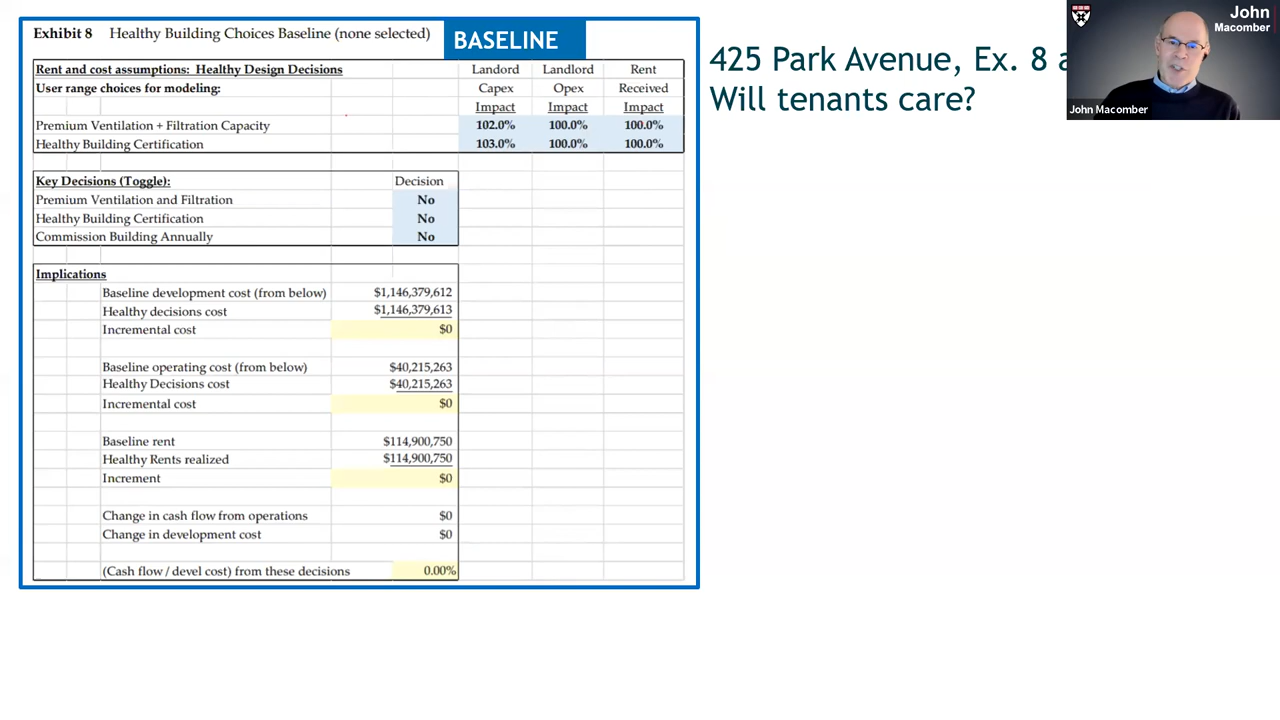 Exhibit 8 Healthy Building Choices Baseline (none selected)
BASELINE
Rent and cost assumptions: Healthy Design Decisions Landord Landlord Rent
User range choices for modeling: Capex Opex Received
Impact Impact Impact
Premium Ventilation + Filtration Capacity 102.0% 100.0% 100.0%
Healthy Building Certification 103.0% 100.0% 100.0%
Key Decisions (Toggle): Decision
Premium Ventilation and Filtration No
Healthy Building Certification No
Commission Building Annually No
Implications
Baseline development cost (from below) $1,146,379,612
Healthy decisions cost $1,146,379,613
Incremental cost $0
Baseline operating cost (from below) $40,215,263
Healthy Decisions cost $40,215,263
Incremental cost $0
Baseline rent $114,900,750
Healthy Rents realized $114,900,750
Increment $0
Change in cash flow from operations $0
Change in development cost $0
(Cash flow / devel cost) from these decisions 0.00%
425 Park Avenue, Ex. 8
Will tenants care?
John
Macomber
John Macomber